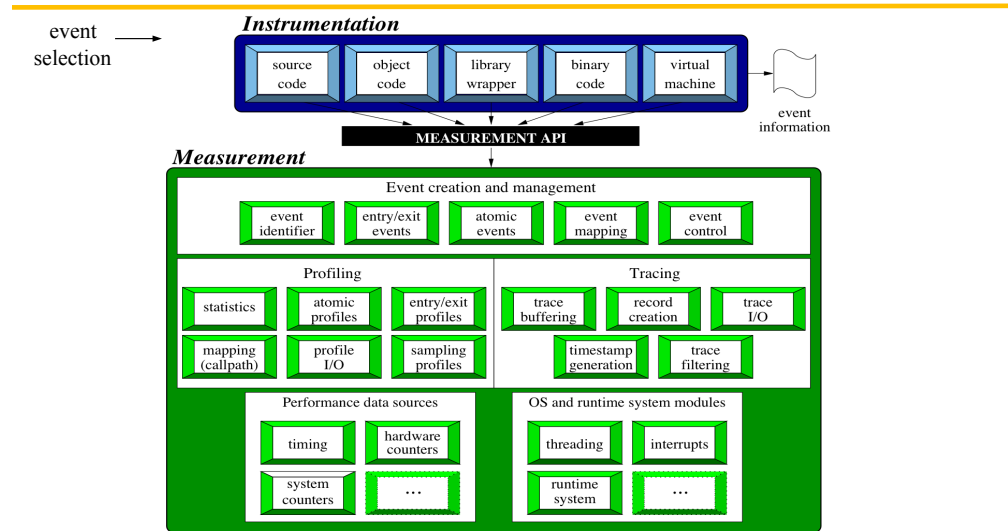 event
selection
Instrumentation
source
code
object
code
library
wrapper
binary
code
virtual
machine
event
information
MEASUREMENT API
Measurement
Event creation and management
event
identifier
entry/exit
events
atomic
events
event
mapping
event
control
Profiling
statistics
atomic
profiles
entry/exit
profiles
mapping
(callpath)
profile
I/O
sampling
profiles
Tracing
trace
buffering
record
creation
trace
I/O
timestamp
generation
trace
filtering
Performance data sources
timing
hardware
counters
system
counters
...
OS and runtime system modules
threading
interrupts
runtime
system
...